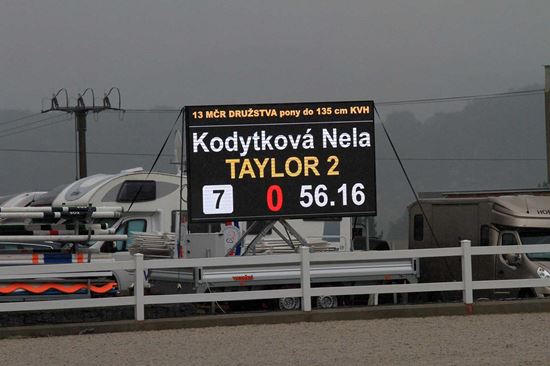 13 MČR DRUŽSTVA pony do 135 cm KVH
Kodytková Nela
TAYLOR 2
7 0 56.16